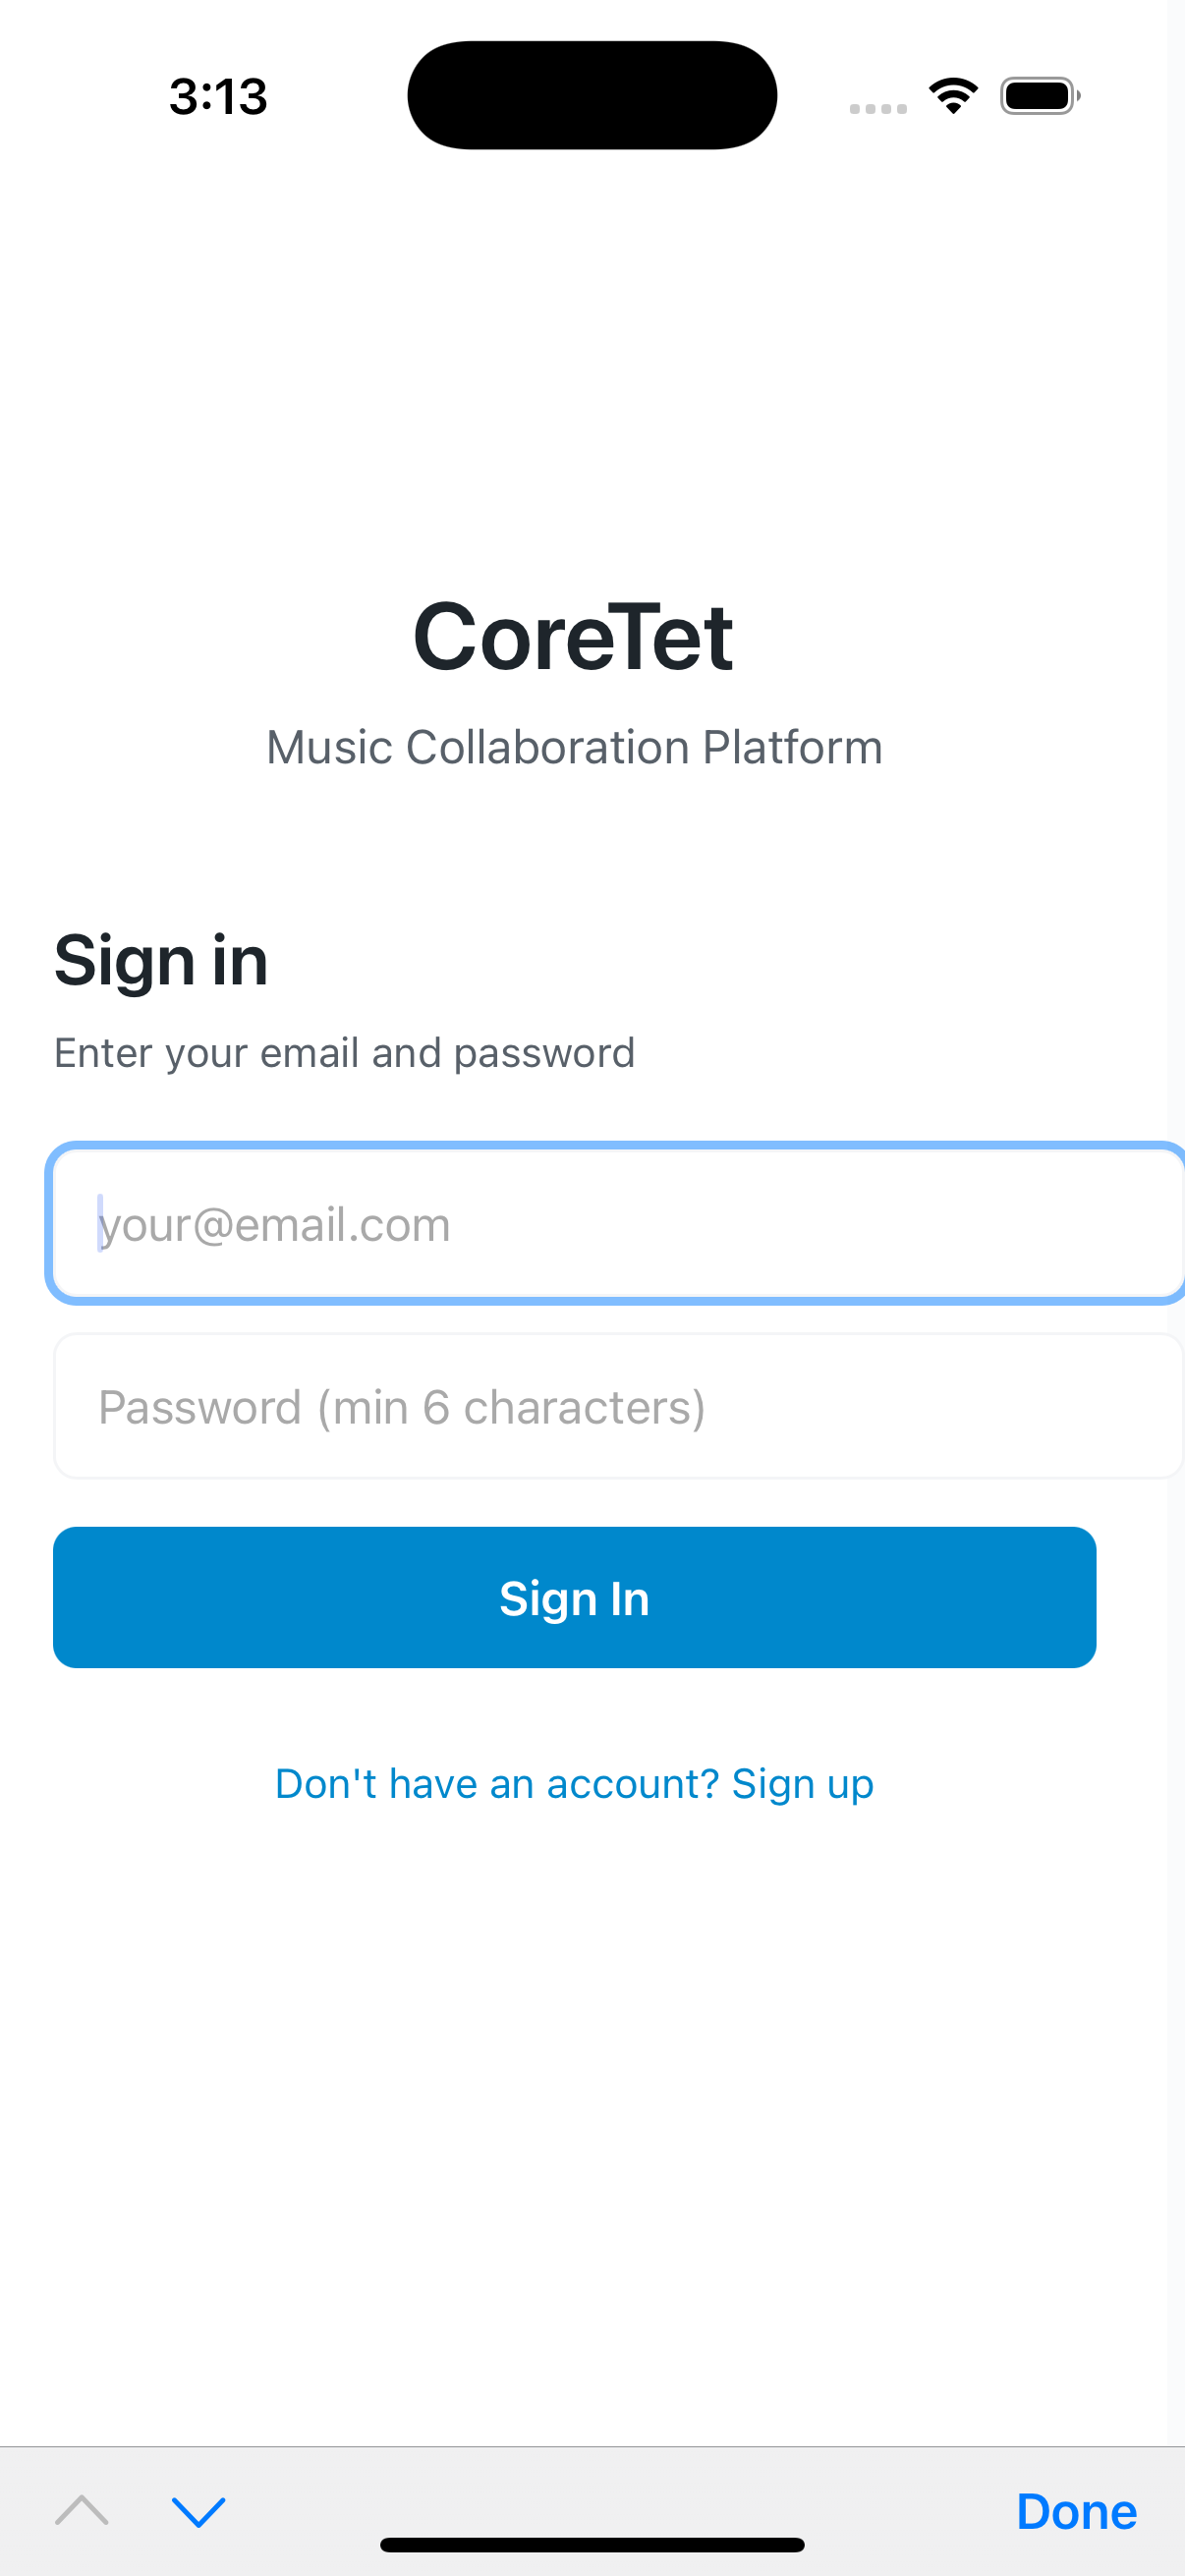 3:13
CoreTet
Music Collaboration Platform
Sign in
Enter your email and password
your@email.com
Password (min 6 characters)
Sign In
Don't have an account? Sign up
Done